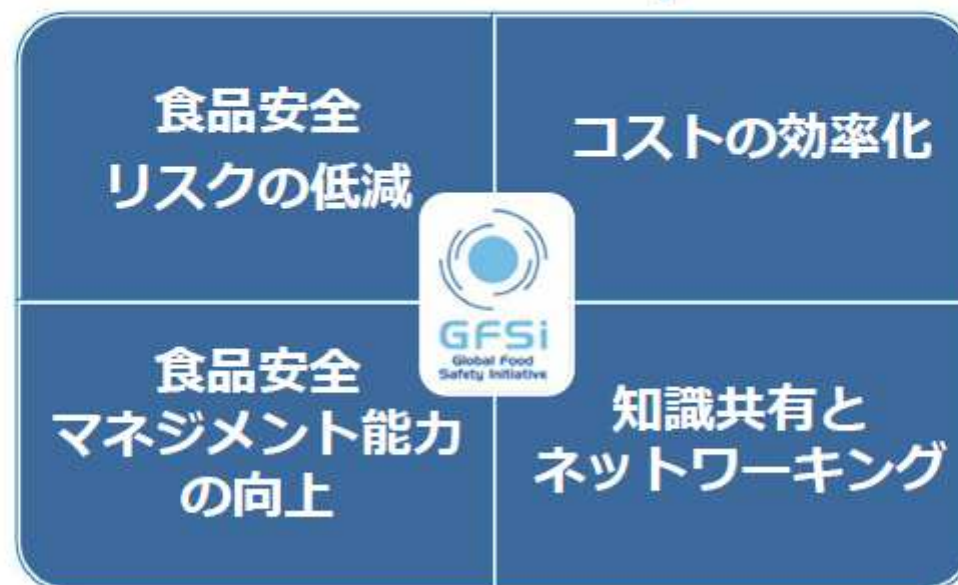 食品安全
リスクの低減
コストの効率化
GFSi
Global Food
Safety Initiative
食品安全
マネジメント能力
の向上
知識共有と
ネットワーキング